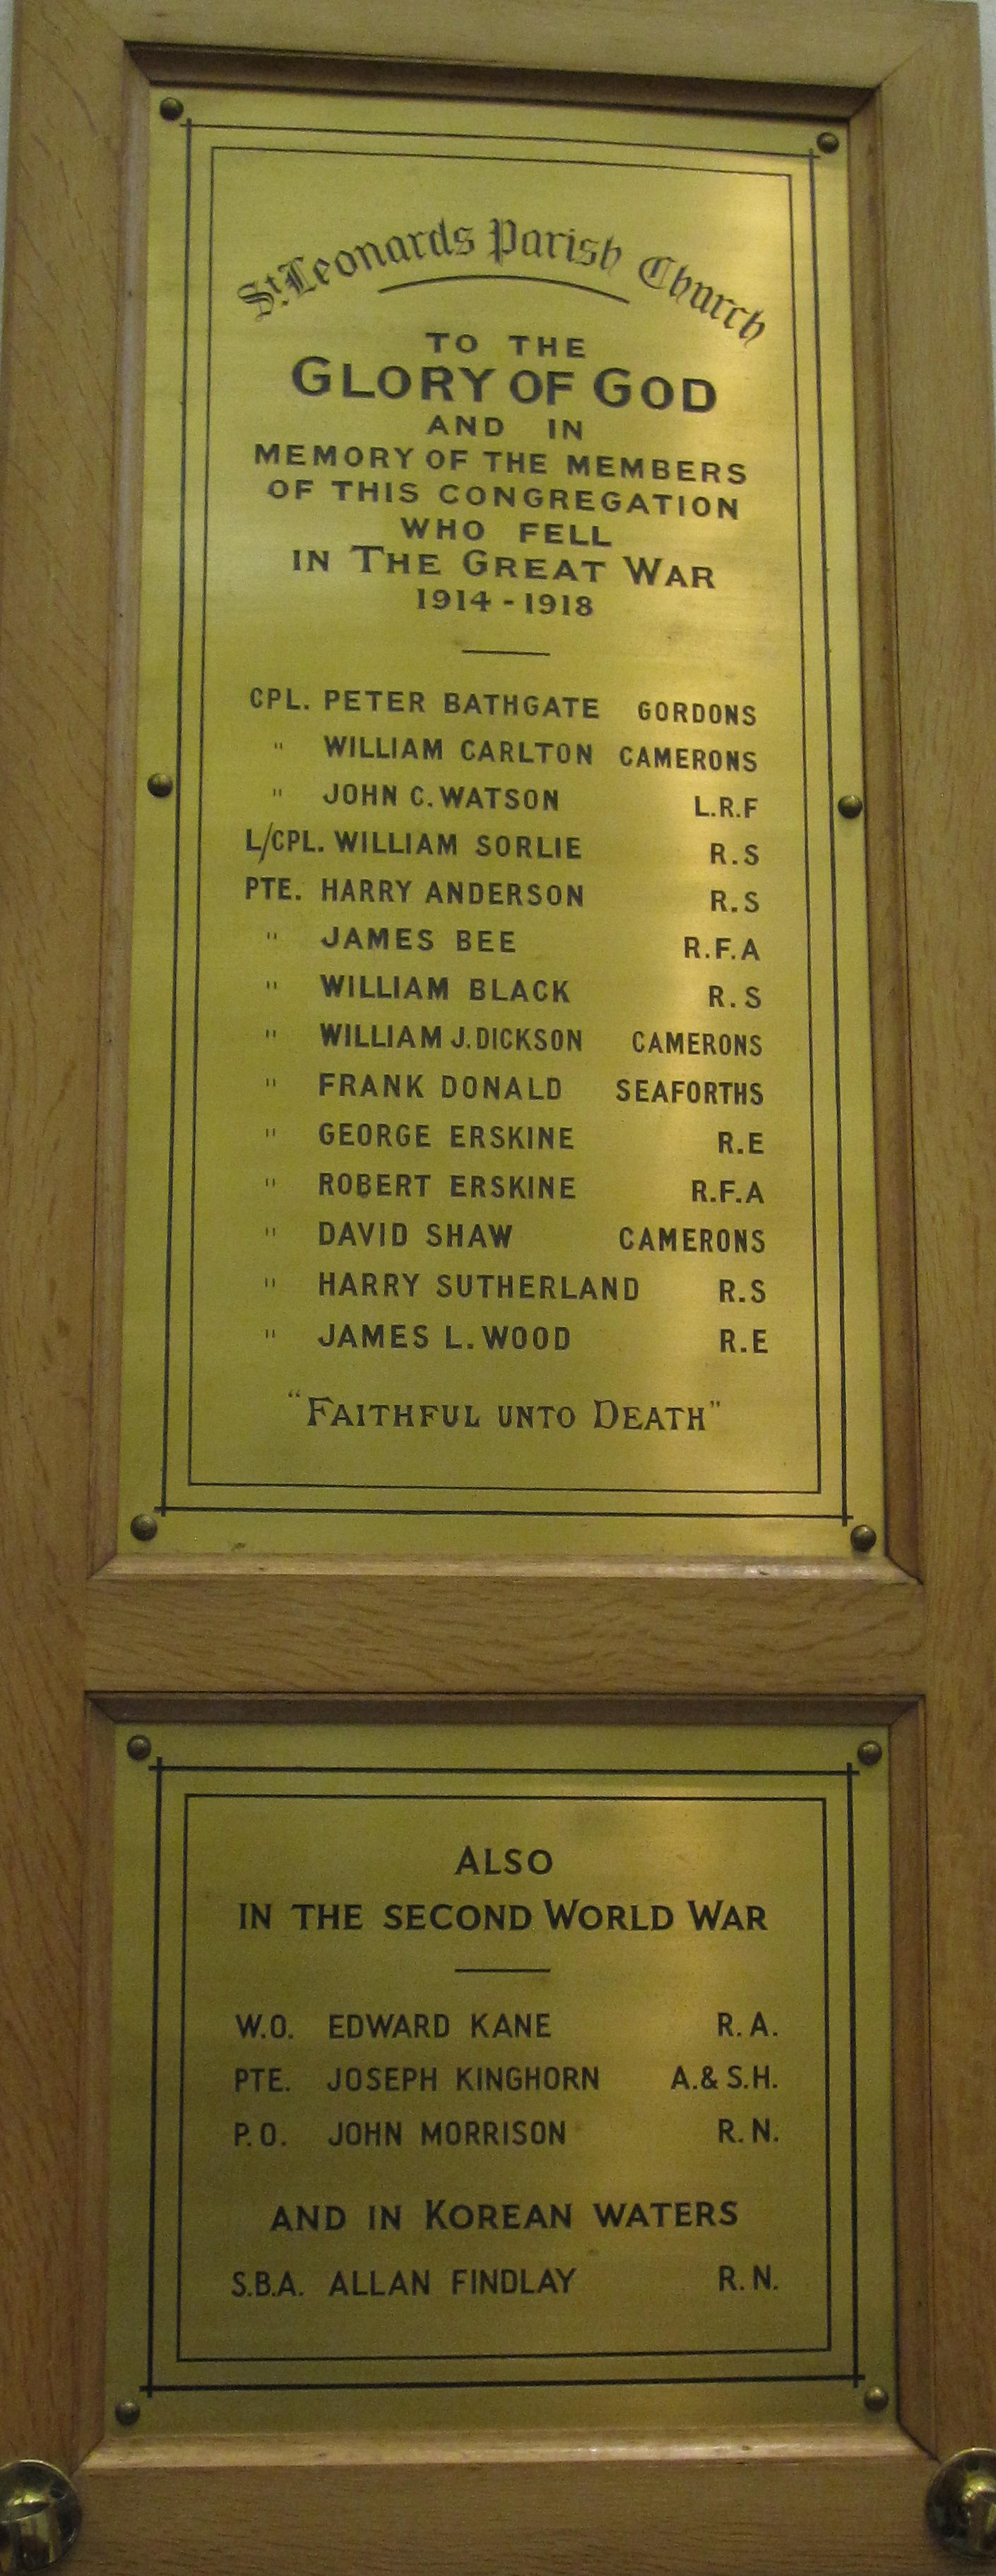 St. Leonards Parish Church
TO THE
GLORY OF GOD
AND IN
MEMORY OF THE MEMBERS
OF THIS CONGREGATION
WHO FELL
IN THE GREAT WAR
1914 - 1918
CPL. PETER BATHGATE GORDONS
" WILLIAM CARLTON CAMERONS
" JOHN C. WATSON L.R.F
L/CPL. WILLIAM SORLIE R.S
PTE. HARRY ANDERSON R.S
" JAMES BEE R.F.A
" WILLIAM BLACK R.S
" WILLIAM J. DICKSON CAMERONS
" FRANK DONALD SEAFORTHS
" GEORGE ERSKINE R.E
" ROBERT ERSKINE R.F.A
" DAVID SHAW CAMERONS
" HARRY SUTHERLAND R.S
" JAMES L. WOOD R.E
"FAITHFUL UNTO DEATH"
ALSO
IN THE SECOND WORLD WAR
W.O. EDWARD KANE R.A.
PTE. JOSEPH KINGHORN A.& S.H.
P.O. JOHN MORRISON R.N.
AND IN KOREAN WATERS
S.B.A. ALLAN FINDLAY R.N.